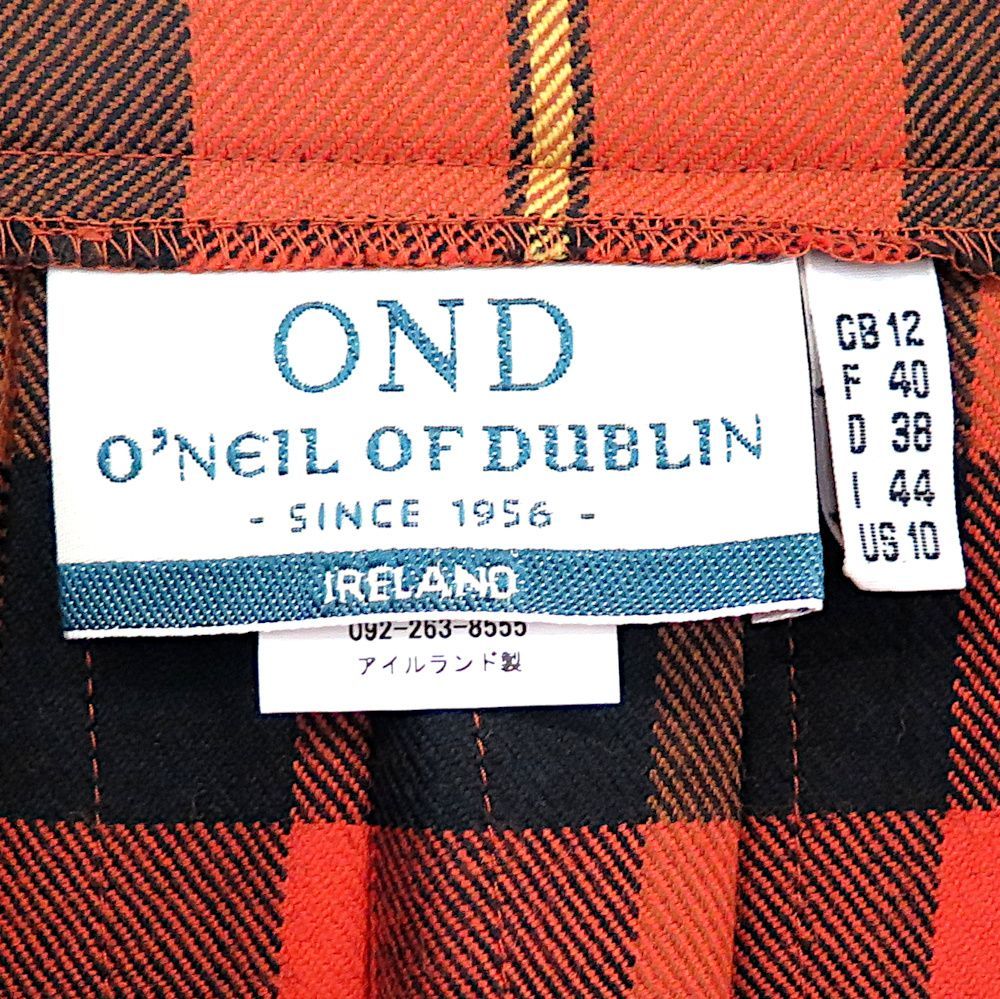 OND
O'NEIL OF DUBLIN
- SINCE 1956 -
IRELAND
092-263-8555
アイルランド製
GB 12
F 40
D 38
I 44
US 10